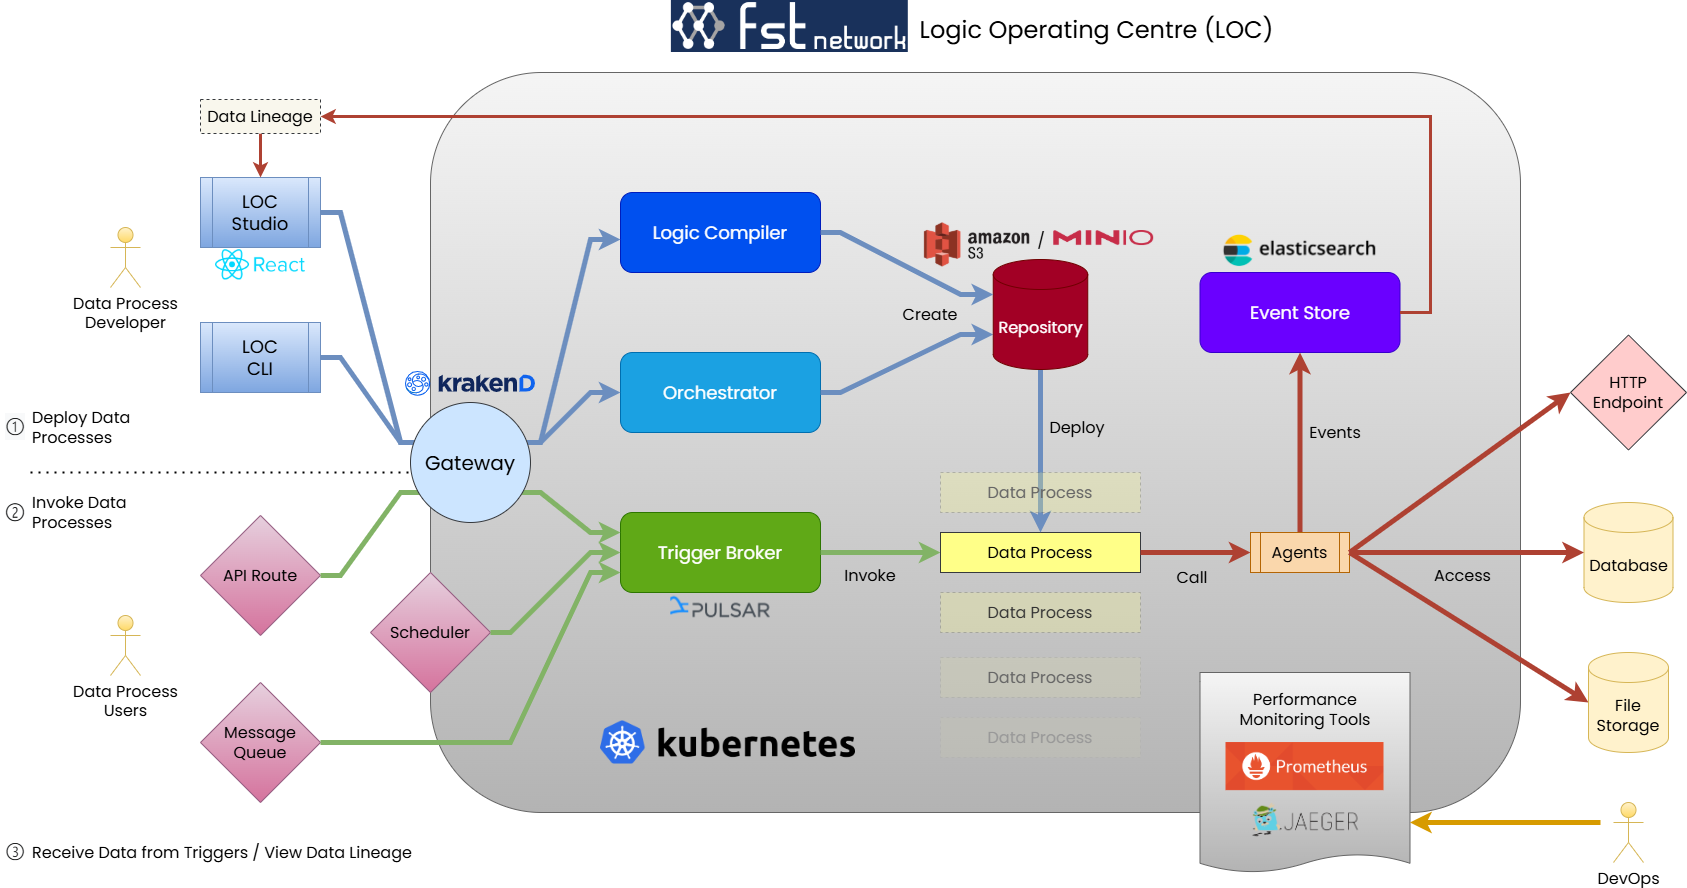 fst network
Logic Operating Centre (LOC)
Data Lineage
LOC
Studio
React
Data Process
Developer
LOC
CLI
① Deploy Data
Processes
② Invoke Data
Processes
API Route
Scheduler
Data Process
Users
Message
Queue
③ Receive Data from Triggers / View Data Lineage
krakenD
Gateway
Logic Compiler
Orchestrator
Trigger Broker
PULSAR
kubernetes
Create
amazon
S3
/
MINIO
Repository
Deploy
Invoke
Data Process
Data Process
Data Process
Data Process
Data Process
Call
elasticsearch
Event Store
Events
Agents
Access
HTTP
Endpoint
Database
File
Storage
Performance
Monitoring Tools
Prometheus
JAEGER
DevOps